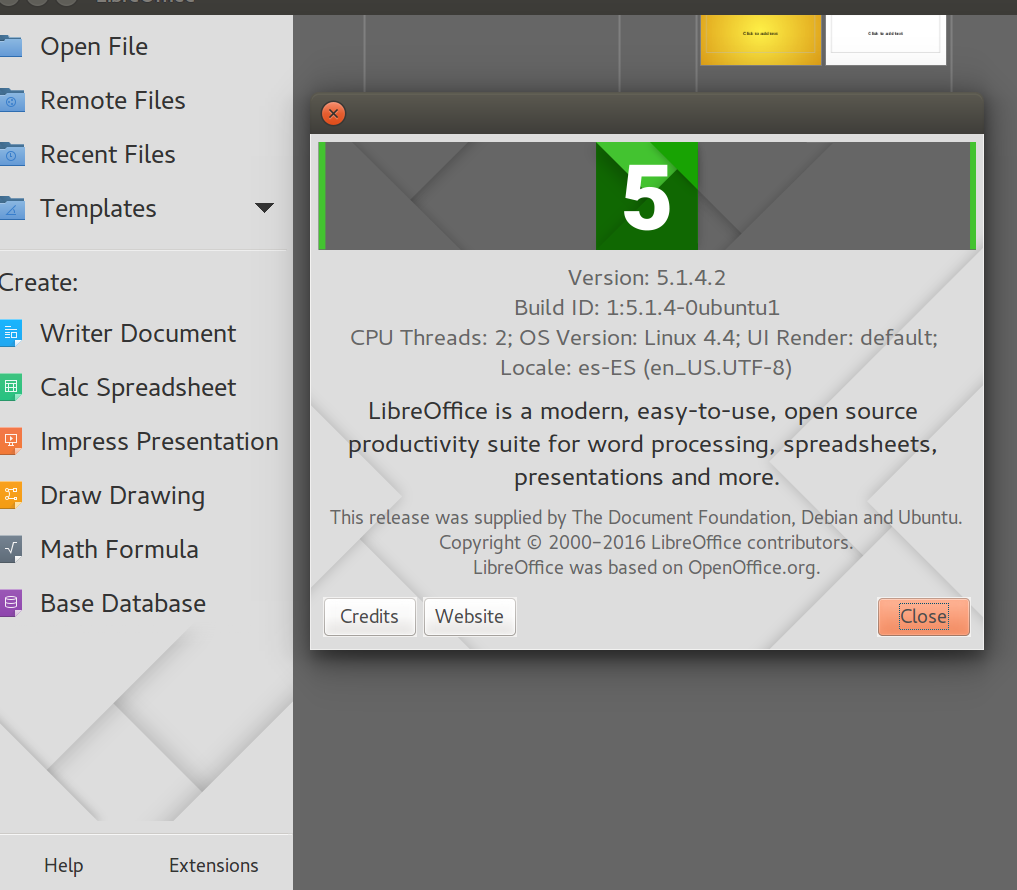 LibreOffice
Open File
Remote Files
Recent Files
Templates
Create:
Writer Document
Calc Spreadsheet
Impress Presentation
Draw Drawing
Math Formula
Base Database
Help
Extensions
Click to add text
Click to add text
5
Version: 5.1.4.2
Build ID: 1:5.1.4-0ubuntu1
CPU Threads: 2; OS Version: Linux 4.4; UI Render: default;
Locale: es-ES (en_US.UTF-8)
LibreOffice is a modern, easy-to-use, open source
productivity suite for word processing, spreadsheets,
presentations and more.
This release was supplied by The Document Foundation, Debian and Ubuntu.
Copyright © 2000–2016 LibreOffice contributors.
LibreOffice was based on OpenOffice.org.
Credits
Website
Close